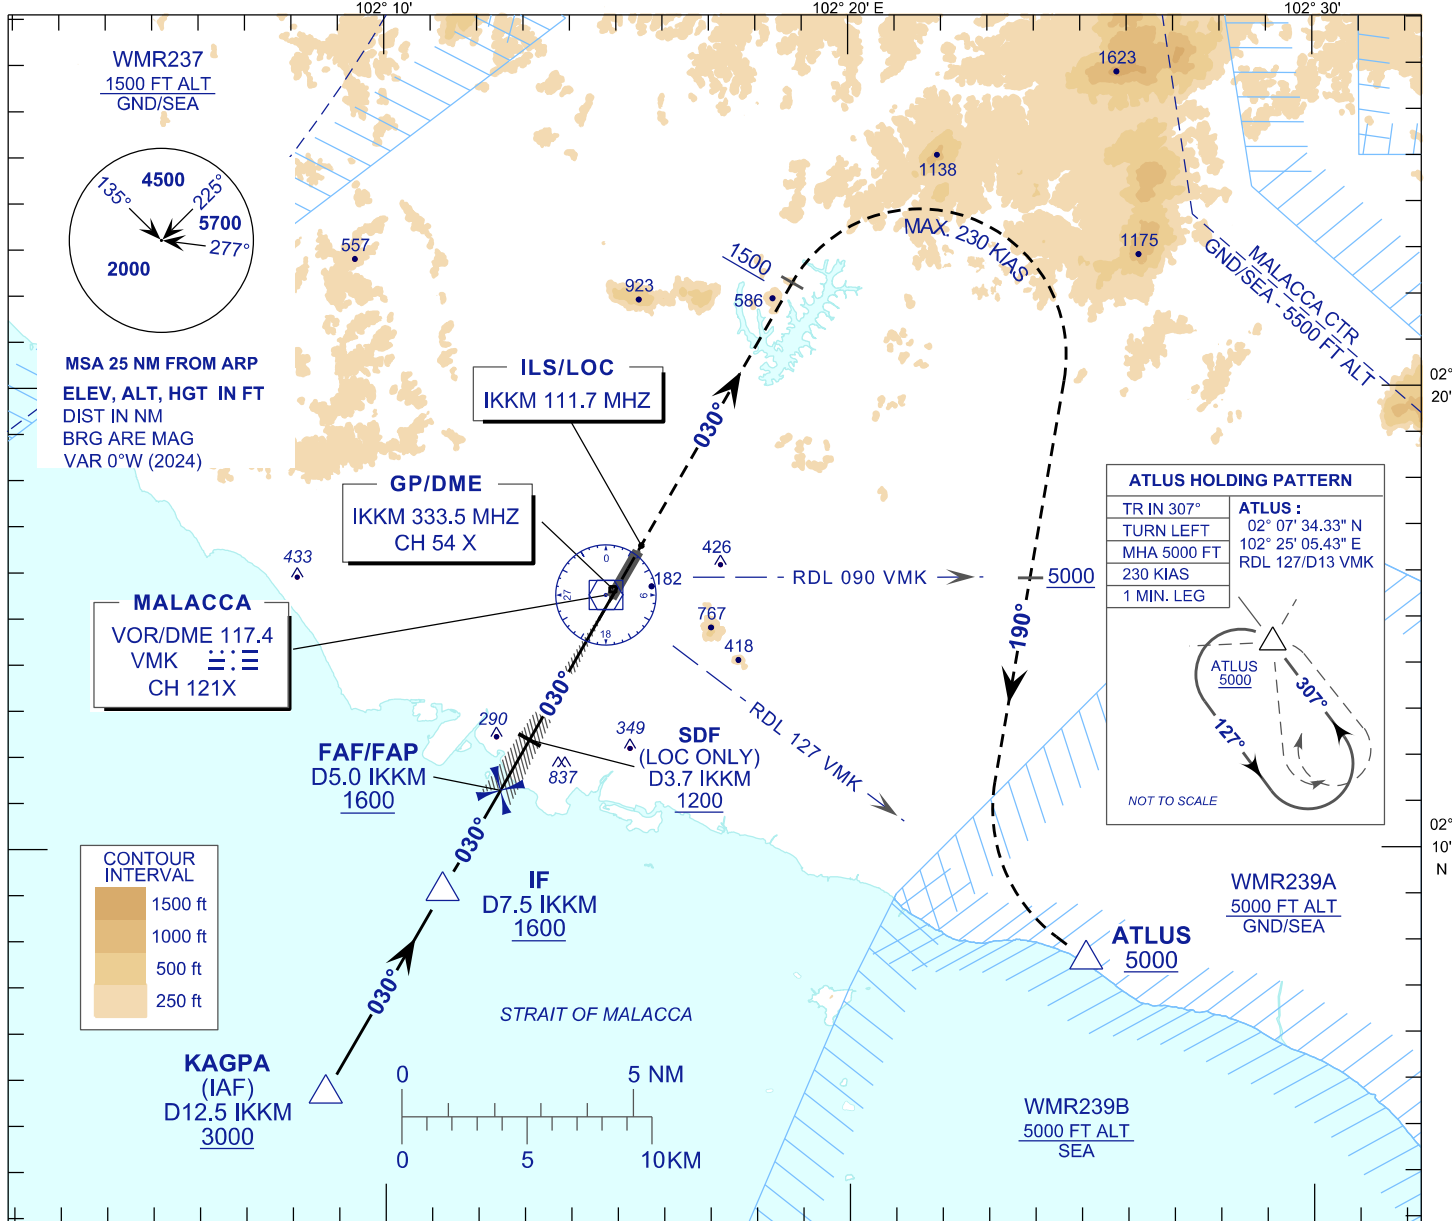 102° 10'
102° 20' E
102° 30'
WMR237
1500 FT ALT
GND/SEA
4500
135°
225°
5700
277°
2000
MSA 25 NM FROM ARP
ELEV, ALT, HGT IN FT
DIST IN NM
BRG ARE MAG
VAR 0°W (2024)
1623
1138
1175
557
923
586
1500
MAX. 230 KIAS
MALACCA CTR
GND/SEA - 5500 FT ALT
02°
20'
ILS/LOC
IKKM 111.7 MHZ
030°
GP/DME
IKKM 333.5 MHZ
CH 54 X
433
MALACCA
VOR/DME 117.4
VMK
CH 121X
0
9
18
27
182
426
RDL 090 VMK
5000
767
418
190°
RDL 127 VMK
ATLUS HOLDING PATTERN
TR IN 307°
TURN LEFT
MHA 5000 FT
230 KIAS
1 MIN. LEG
ATLUS :
02° 07' 34.33" N
102° 25' 05.43" E
RDL 127/D13 VMK
ATLUS
5000
307°
127°
NOT TO SCALE
030°
290
349
837
FAF/FAP
D5.0 IKKM
1600
SDF
(LOC ONLY)
D3.7 IKKM
1200
030°
02°
10'
N
CONTOUR
INTERVAL
1500 ft
1000 ft
500 ft
250 ft
IF
D7.5 IKKM
1600
WMR239A
5000 FT ALT
GND/SEA
ATLUS
5000
030°
STRAIT OF MALACCA
KAGPA
(IAF)
D12.5 IKKM
3000
0
5 NM
0
5
10KM
WMR239B
5000 FT ALT
SEA